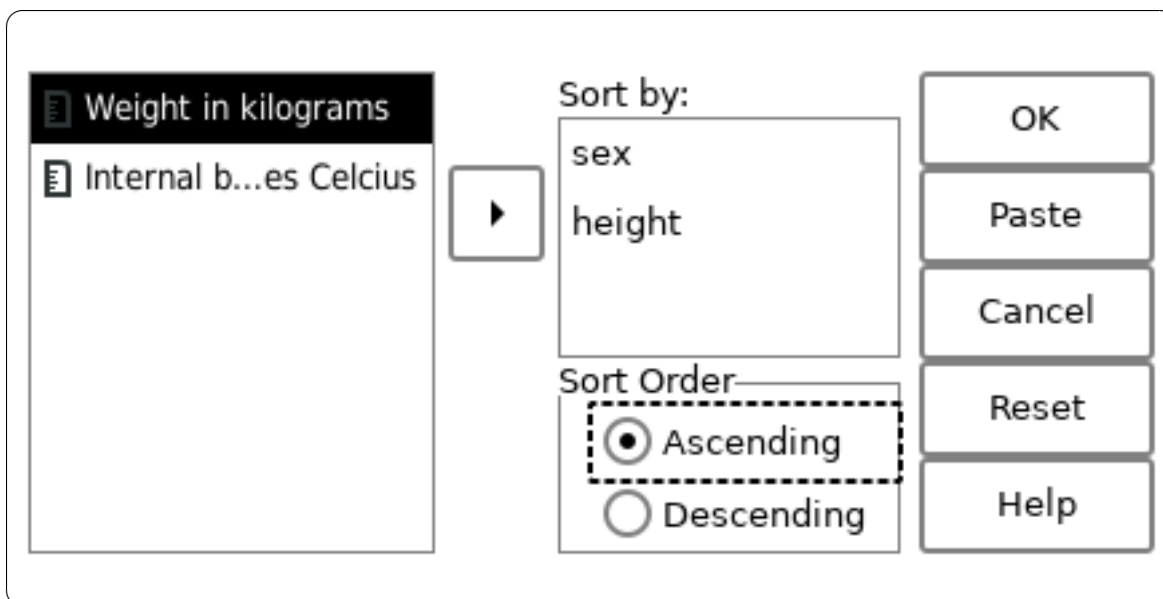 Weight in kilograms
Internal b...es Celcius
Sort by:
sex
height
Sort Order
Ascending
Descending
OK
Paste
Cancel
Reset
Help